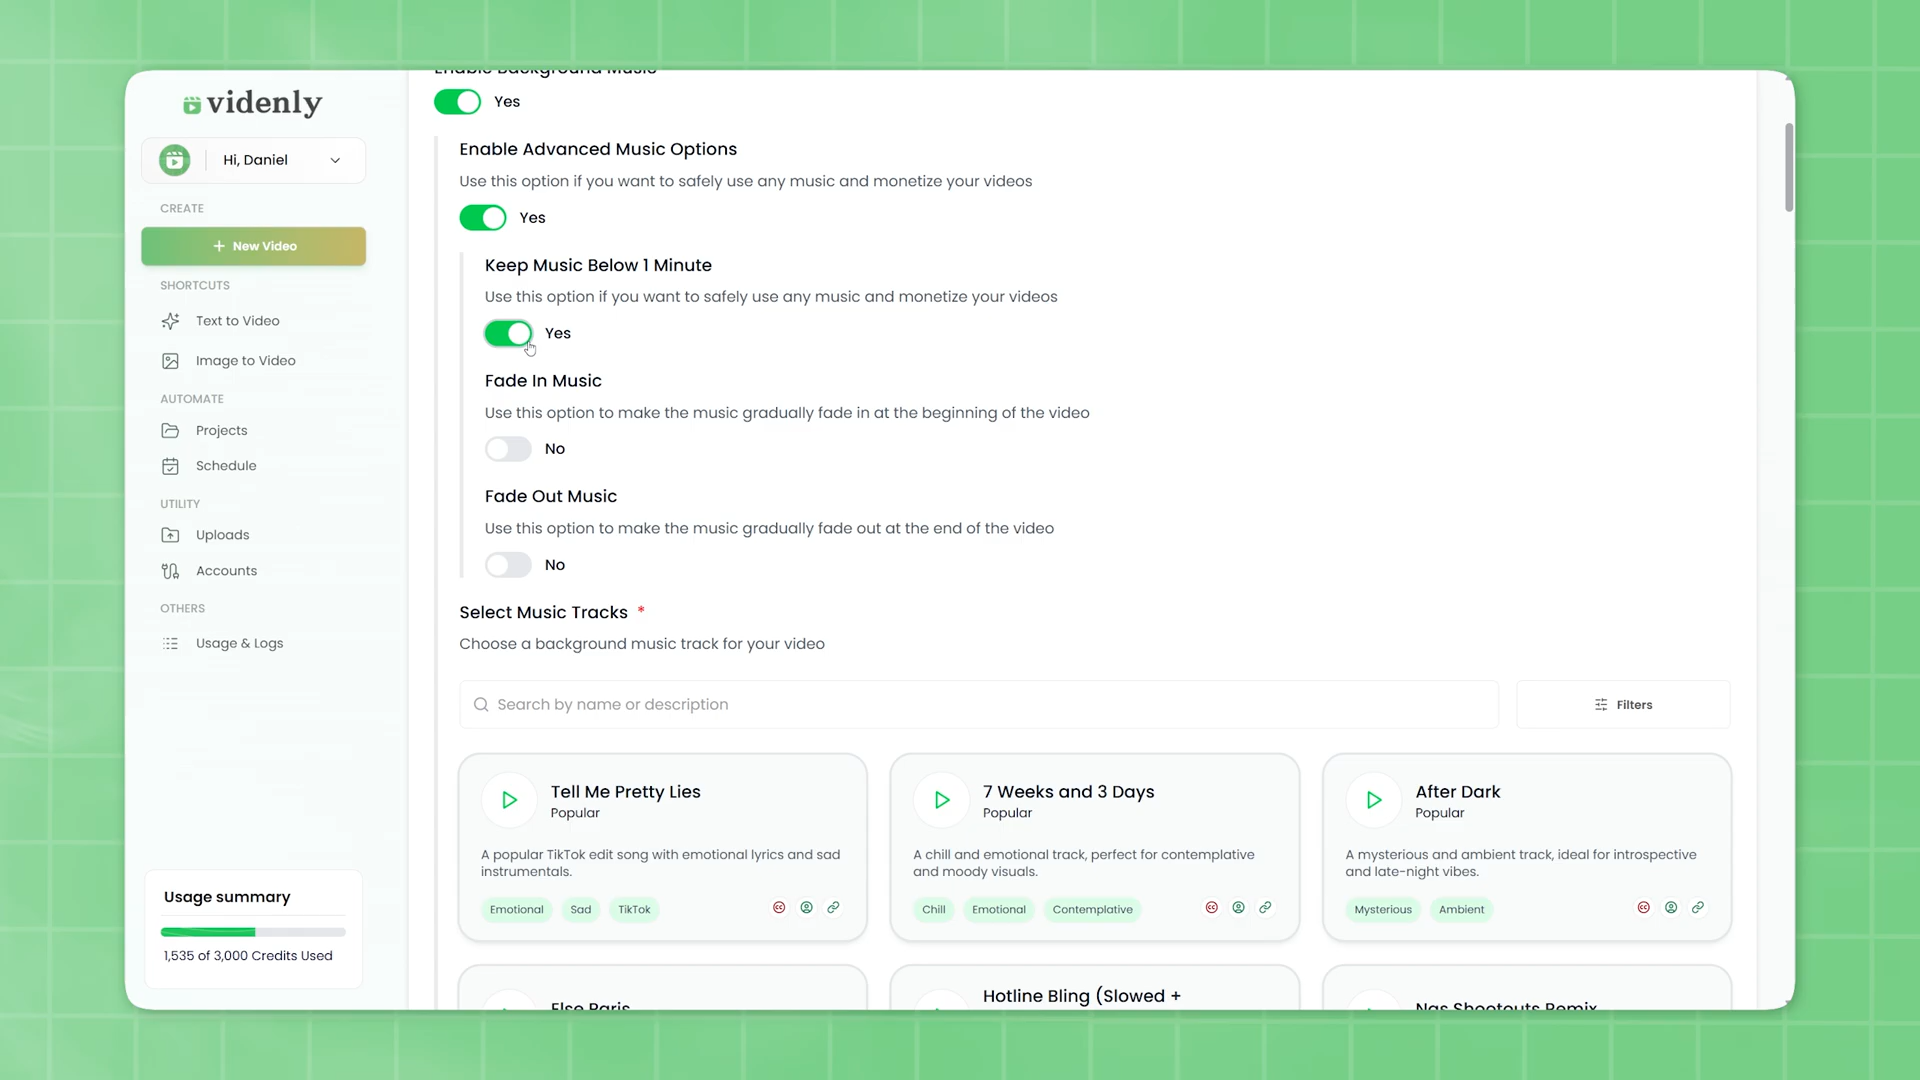 videnly
Hi, Daniel
CREATE
+ New Video
SHORTCUTS
Text to Video
Image to Video
AUTOMATE
Projects
Schedule
UTILITY
Uploads
Accounts
OTHERS
Usage & Logs
Usage summary
1,535 of 3,000 Credits Used
Enable Background Music
Yes
Enable Advanced Music Options
Use this option if you want to safely use any music and monetize your videos
Yes
Keep Music Below 1 Minute
Use this option if you want to safely use any music and monetize your videos
Yes
Fade In Music
Use this option to make the music gradually fade in at the beginning of the video
No
Fade Out Music
Use this option to make the music gradually fade out at the end of the video
No
Select Music Tracks *
Choose a background music track for your video
Search by name or description
Filters
Tell Me Pretty Lies
Popular
A popular TikTok edit song with emotional lyrics and sad
instrumentals.
Emotional Sad TikTok
7 Weeks and 3 Days
Popular
A chill and emotional track, perfect for contemplative
and moody visuals.
Chill Emotional Contemplative
After Dark
Popular
A mysterious and ambient track, ideal for introspective
and late-night vibes.
Mysterious Ambient
Else Paris
Hotline Bling (Slowed +
Nas Shootouts Remix